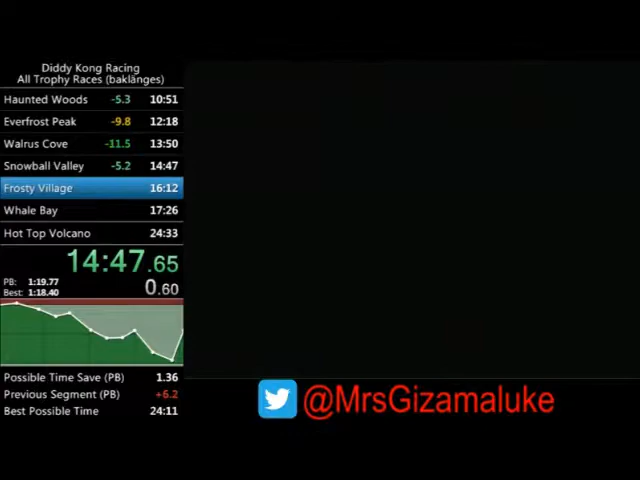 Diddy Kong Racing
All Trophy Races (baklänges)
Haunted Woods -5.3 10:51
Everfrost Peak -9.8 12:18
Walrus Cove -11.5 13:50
Snowball Valley -5.2 14:47
Frosty Village 16:12
Whale Bay 17:26
Hot Top Volcano 24:33
14:47.65
PB: 1:19.77
Best: 1:18.40
0.60
Possible Time Save (PB) 1.36
Previous Segment (PB) +6.2
Best Possible Time 24:11
@MrsGizamaluke